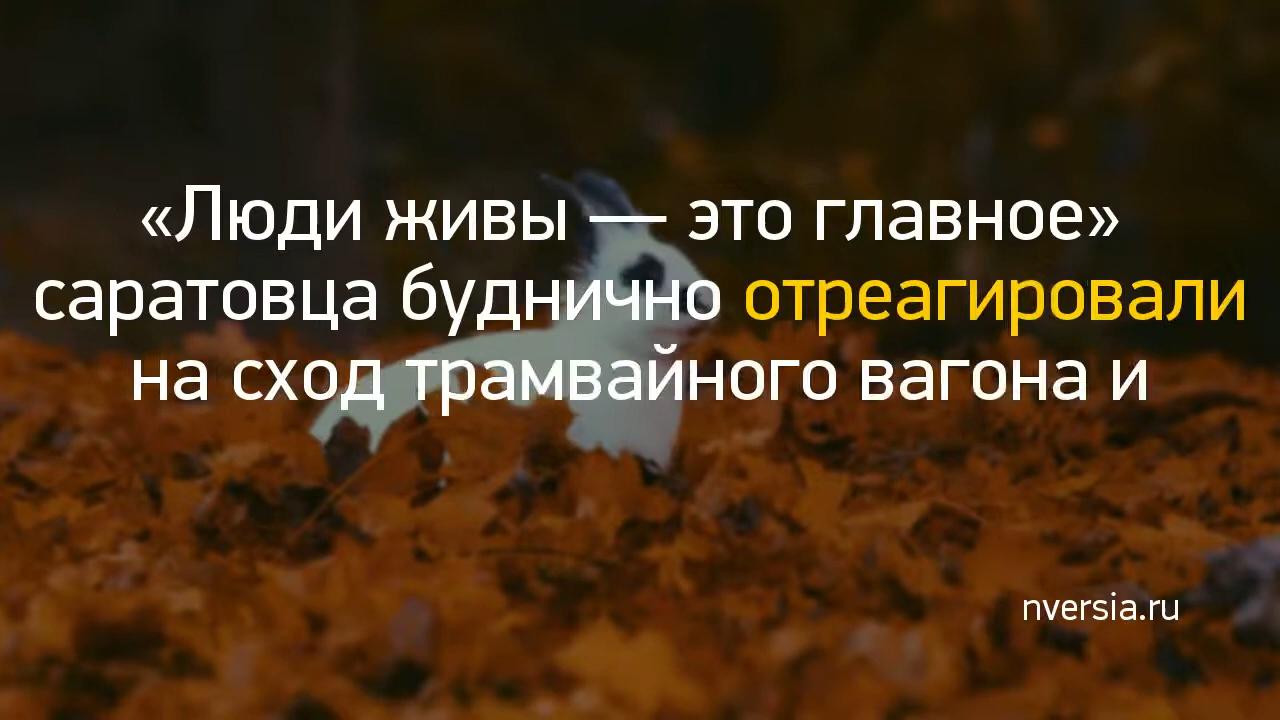 «Люди живы — это главное»
саратовца буднично отреагировали
на сход трамвайного вагона и
nversia.ru